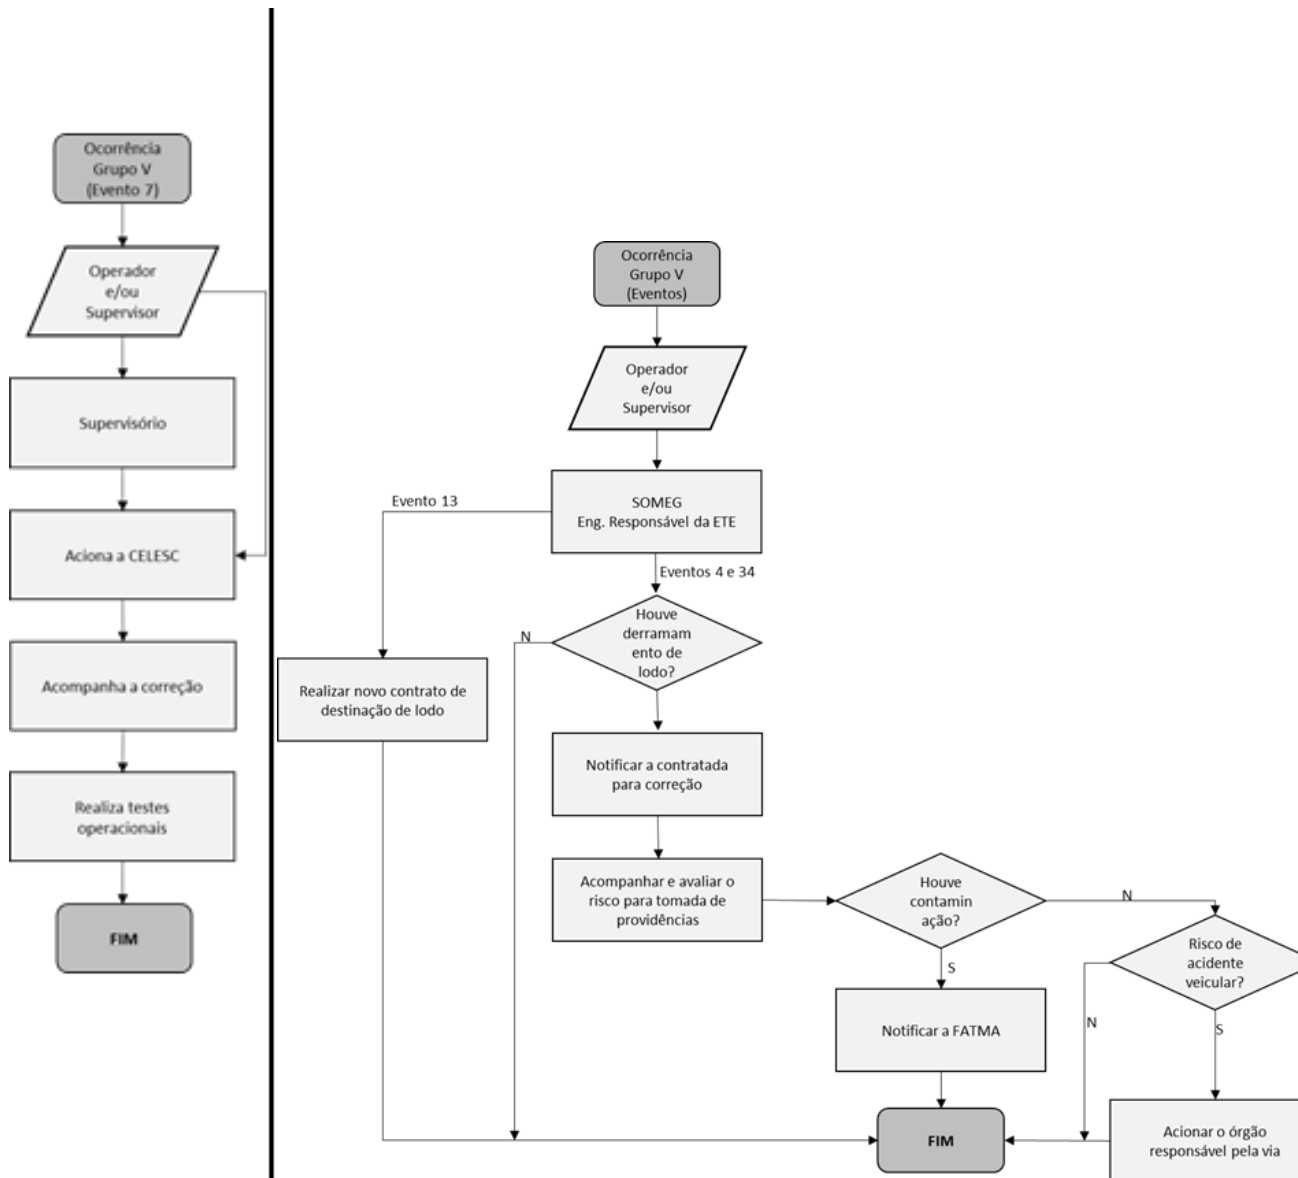 Ocorrência
Grupo V
(Evento 7)
Operador
e/ou
Supervisor
Supervisório
Aciona a CELESC
Acompanha a correção
Realiza testes
operacionais
FIM
Ocorrência
Grupo V
(Eventos)
Operador
e/ou
Supervisor
SOMEG
Eng. Responsável da ETE
Evento 13
Eventos 4 e 34
Houve
derramam
ento de
lodo?
N
Realizar novo contrato de
destinação de lodo
Notificar a contratada
para correção
Acompanhar e avaliar o
risco para tomada de
providências
Houve
contamin
ação?
N
S
Risco de
acidente
veicular?
N
S
Notificar a FATMA
Acionar o órgão
responsável pela via
FIM